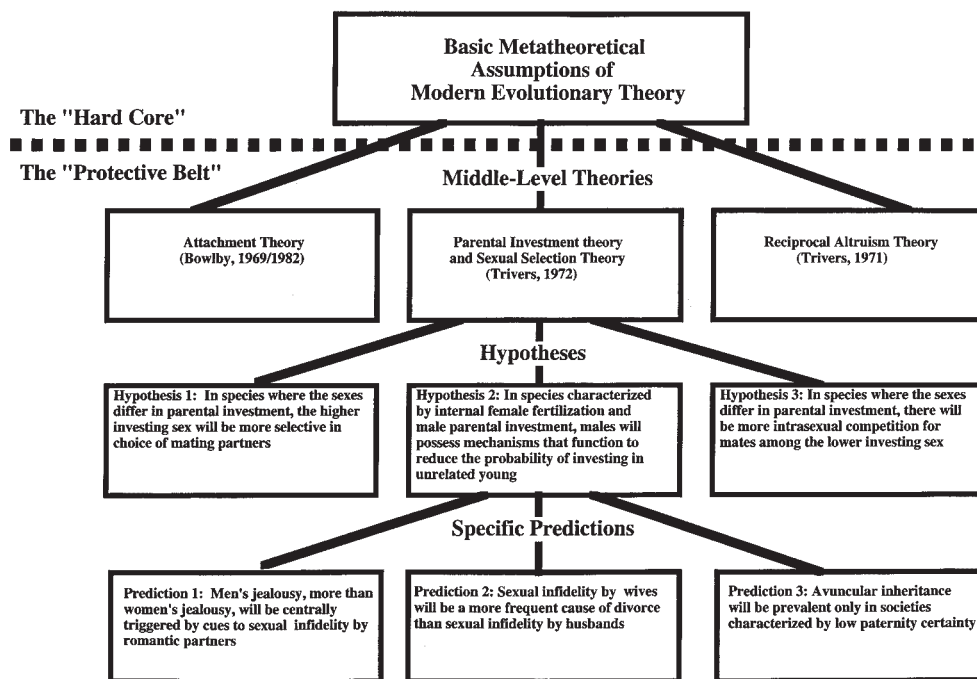 Basic Metatheoretical
Assumptions of
Modern Evolutionary Theory
The "Hard Core"
The "Protective Belt"
Middle-Level Theories
Attachment Theory
(Bowlby, 1969/1982)
Parental Investment theory
and Sexual Selection Theory
(Trivers, 1972)
Reciprocal Altruism Theory
(Trivers, 1971)
Hypotheses
Hypothesis 1: In species where the sexes
differ in parental investment, the higher
investing sex will be more selective in
choice of mating partners
Hypothesis 2: In species characterized
by internal female fertilization and
male parental investment, males will
possess mechanisms that function to
reduce the probability of investing in
unrelated young
Hypothesis 3: In species where the sexes
differ in parental investment, there will
be more intrasexual competition for
mates among the lower investing sex
Specific Predictions
Prediction 1: Men's jealousy, more than
women's jealousy, will be centrally
triggered by cues to sexual infidelity by
romantic partners
Prediction 2: Sexual infidelity by wives
will be a more frequent cause of divorce
than sexual infidelity by husbands
Prediction 3: Avuncular inheritance
will be prevalent only in societies
characterized by low paternity certainty